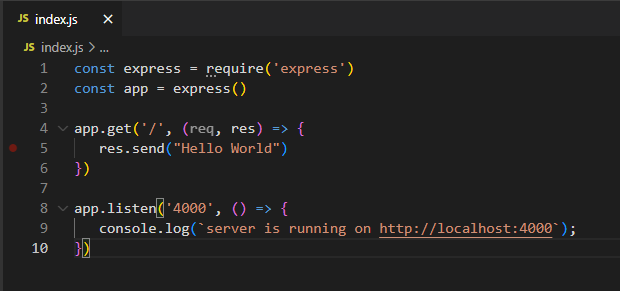 JS index.js ×
JS index.js > ...
1 const express = require('express')
2 const app = express()
3
4 app.get('/', (req, res) => {
5     res.send("Hello World")
6 })
7
8 app.listen('4000', () => {
9     console.log(`server is running on http://localhost:4000`);
10 })